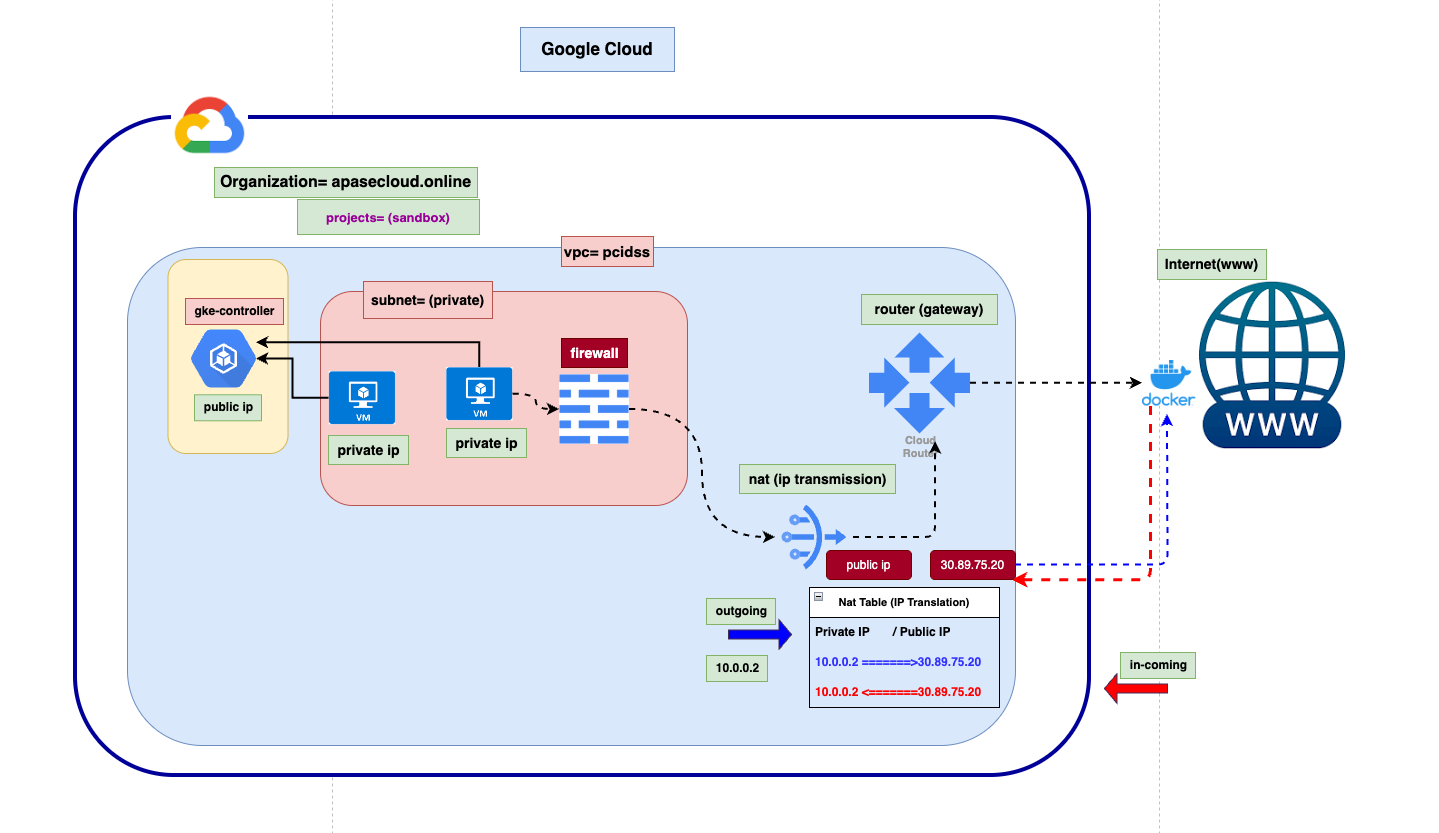 Google Cloud
Organization= apasecloud.online
projects= (sandbox)
vpc= pcidss
Internet(www)
subnet= (private)
gke-controller
router (gateway)
firewall
public ip
VM
VM
docker
WWW
private ip
private ip
Cloud
Route
nat (ip transmission)
public ip
30.89.75.20
outgoing
Nat Table (IP Translation)
Private IP / Public IP
10.0.0.2 =======>30.89.75.20
10.0.0.2
10.0.0.2 <=======30.89.75.20
in-coming